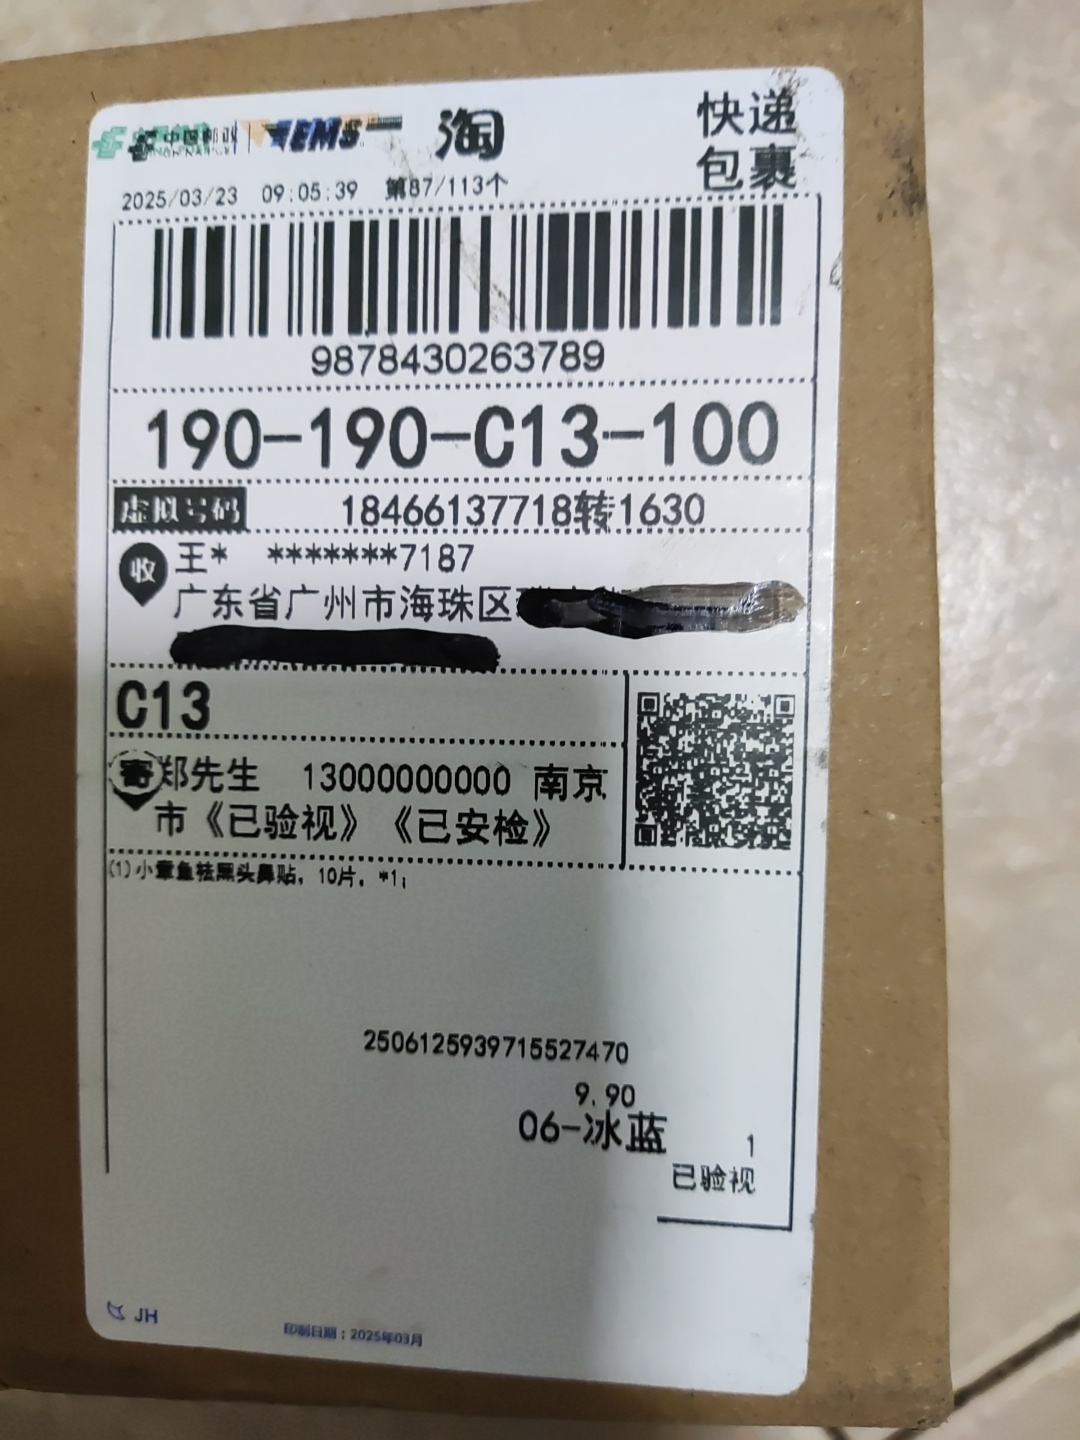 中国邮政 EMS 淘 快递
包裹
2025/03/23 09:05:39 第87/113个
9878430263789
190-190-C13-100
虚拟号码 18466137718转1630
收 王* *******7187
广东省广州市海珠区
C13
寄 郑先生 13000000000 南京
市《已验视》《已安检》
(1)小章鱼祛黑头鼻贴, 10片, *1;
2506125939715527470
9.90
06-冰蓝
1
已验视
JH
印制日期：2025年03月